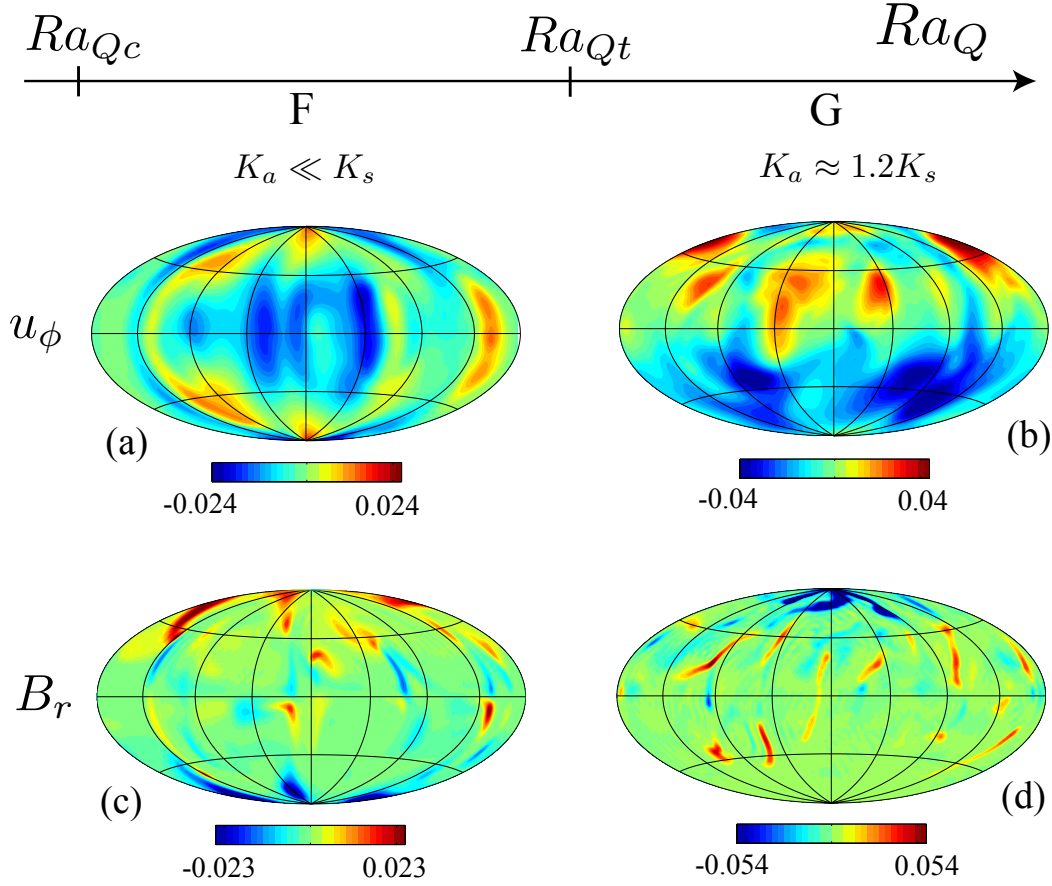 Ra_{Qc} Ra_{Qt} Ra_Q
F G
K_a ≪ K_s K_a ≈ 1.2K_s
u_ϕ
(a) (b)
-0.024 0.024 -0.04 0.04
B_r
(c) (d)
-0.023 0.023 -0.054 0.054